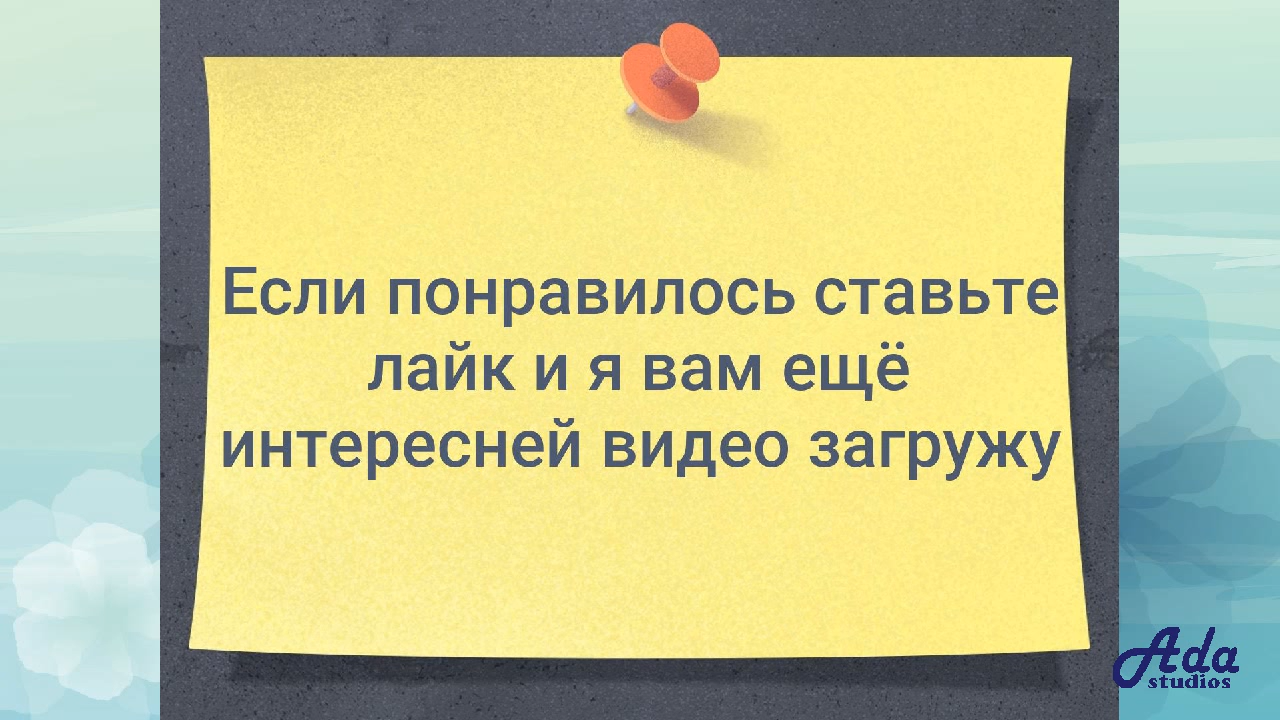 Если понравилось ставьте
лайк и я вам ещё
интересней видео загружу
Ada
studios